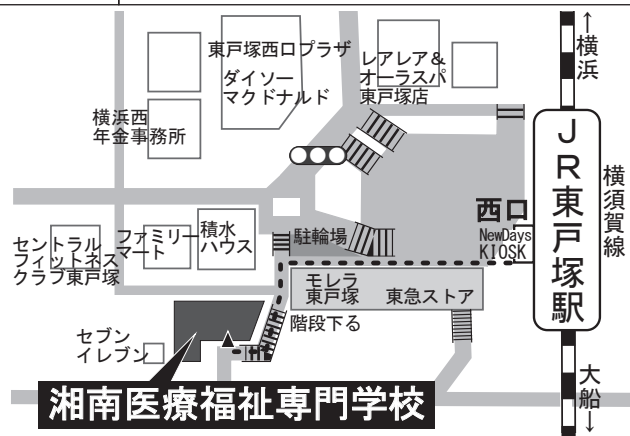 東戸塚西口プラザ
ダイソー
マクドナルド
レアレア&
オーラスパ
東戸塚店
↑横浜
横浜西
年金事務所
JR東戸塚駅
横須賀線
西口
NewDays
KIOSK
セントラル
フィットネス
クラブ東戸塚
ファミリー
マート
積水
ハウス
駐輪場
モレラ
東戸塚
東急ストア
階段下る
セブン
イレブン
湘南医療福祉専門学校
大船↓